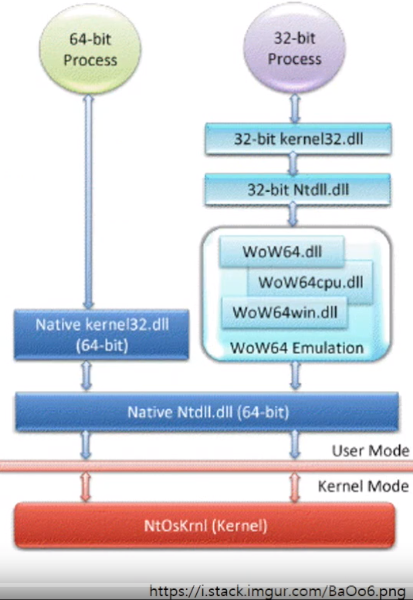 64-bit
Process
32-bit
Process
32-bit kernel32.dll
32-bit Ntdll.dll
WoW64.dll
WoW64cpu.dll
WoW64win.dll
WoW64 Emulation
Native kernel32.dll
(64-bit)
Native Ntdll.dll (64-bit)
User Mode
Kernel Mode
NtOsKrnl (Kernel)
https://i.stack.imgur.com/BaOo6.png